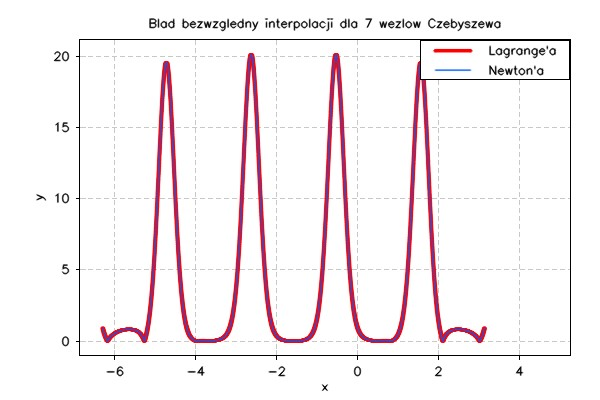 Blad bezwzgledny interpolacji dla 7 wezlow Czebyszewa
Lagrange'a
Newton'a
20
15
10
5
0
y
−6 −4 −2 0 2 4
x